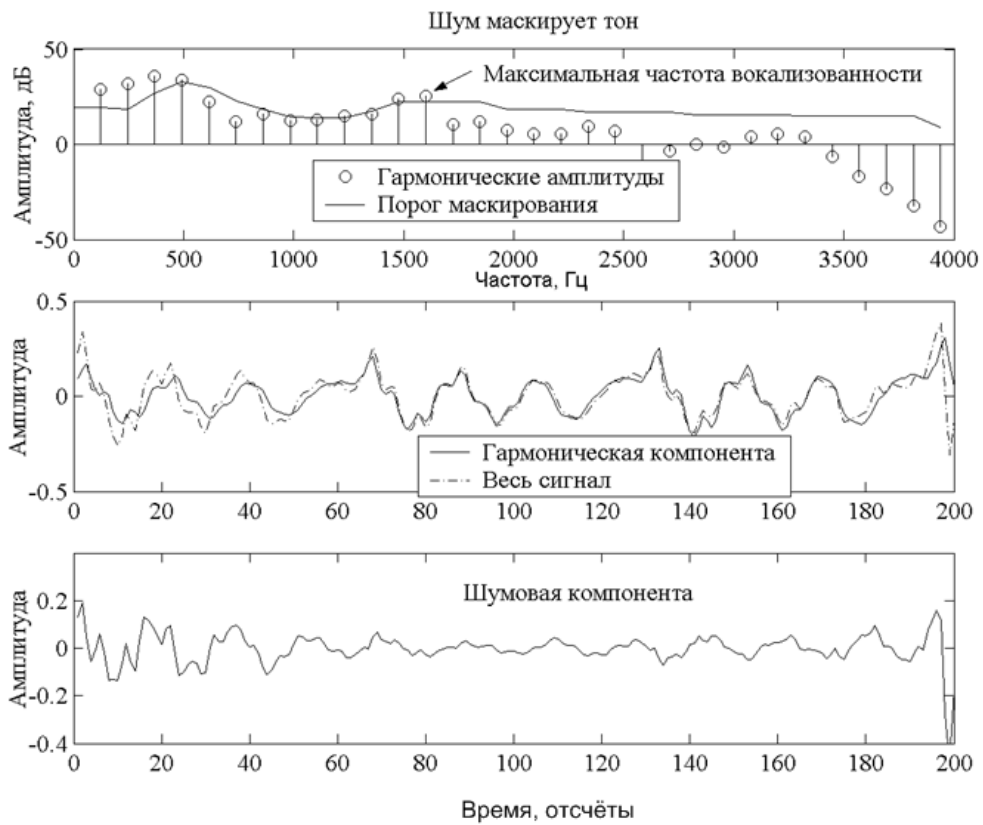 Шум маскирует тон
50
Максимальная частота вокализованности
0
Гармонические амплитуды
Порог маскирования
-50
Амплитуда, дБ
0 500 1000 1500 2000 2500 3000 3500 4000
Частота, Гц
0.5
0
Гармоническая компонента
Весь сигнал
-0.5
Амплитуда
0 20 40 60 80 100 120 140 160 180 200
Шумовая компонента
0.2
0
-0.2
-0.4
Амплитуда
0 20 40 60 80 100 120 140 160 180 200
Время, отсчёты